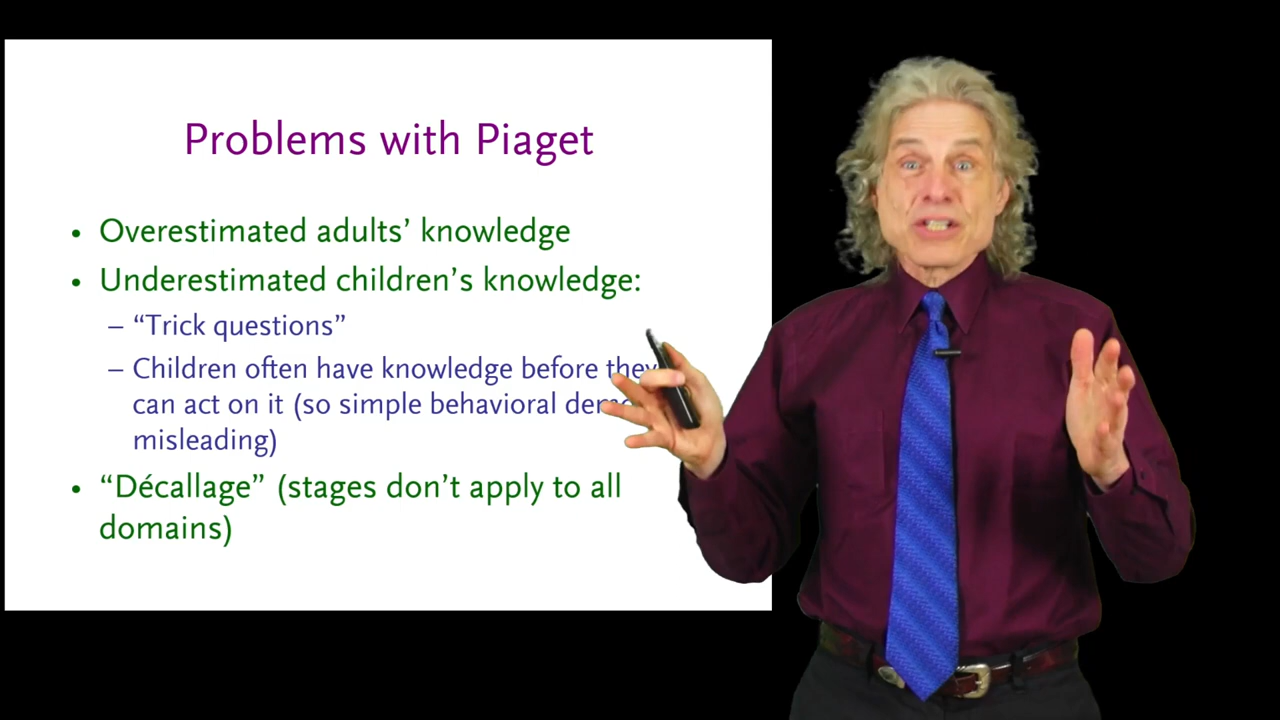 Problems with Piaget
• Overestimated adults’ knowledge
• Underestimated children’s knowledge:
– “Trick questions”
– Children often have knowledge before they
can act on it (so simple behavioral
misleading)
• “Décallage” (stages don’t apply to all
domains)